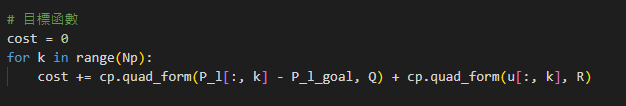 # 目標函數
cost = 0
for k in range(Np):
    cost += cp.quad_form(P_l[:, k] - P_l_goal, Q) + cp.quad_form(u[:, k], R)